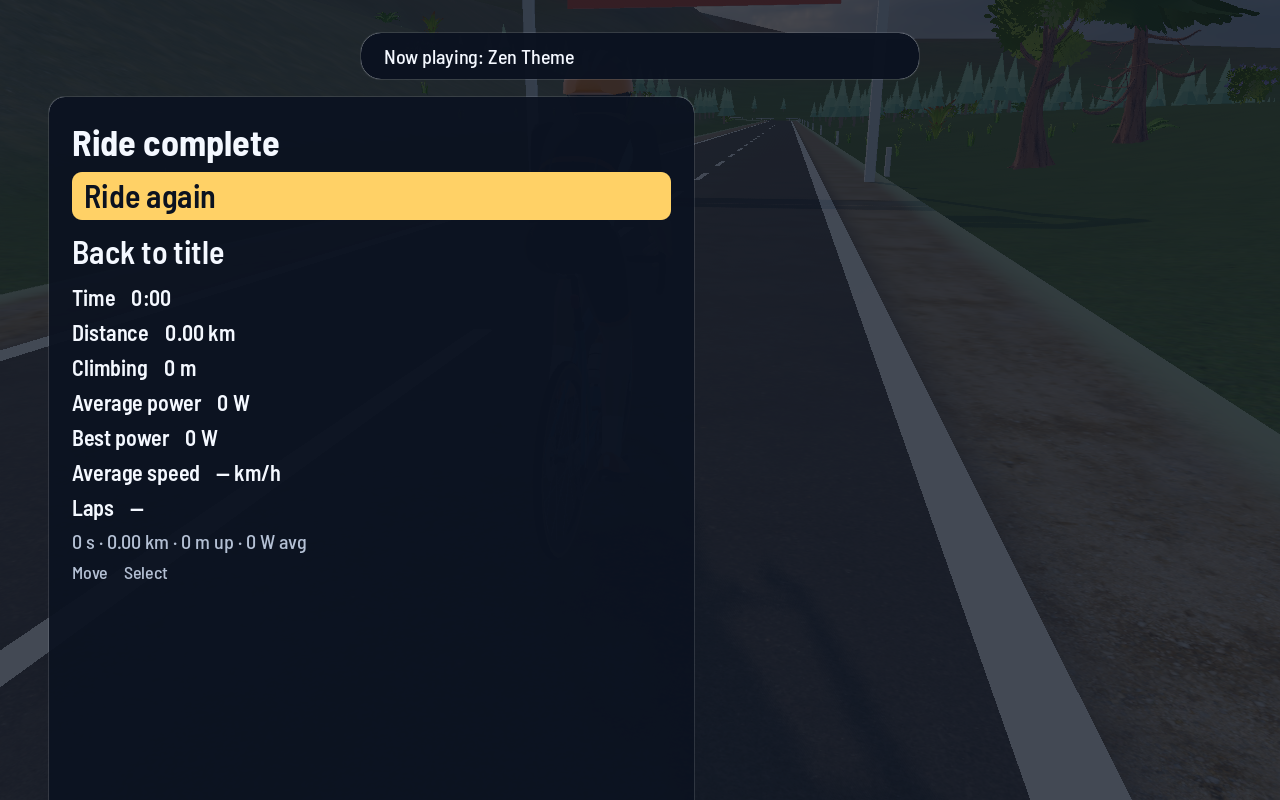 Now playing: Zen Theme
Ride complete
Ride again
Back to title
Time 0:00
Distance 0.00 km
Climbing 0 m
Average power 0 W
Best power 0 W
Average speed — km/h
Laps —
0 s · 0.00 km · 0 m up · 0 W avg
Move Select